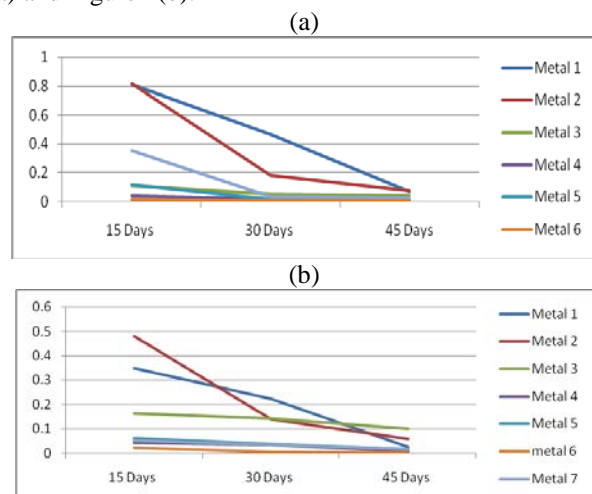 (a)
1
0.8
0.6
0.4
0.2
0
15 Days 30 Days 45 Days
Metal 1
Metal 2
Metal 3
Metal 4
Metal 5
Metal 6
(b)
0.6
0.5
0.4
0.3
0.2
0.1
0
15 Days 30 Days 45 Days
Metal 1
Metal 2
Metal 3
Metal 4
Metal 5
metal 6
Metal 7